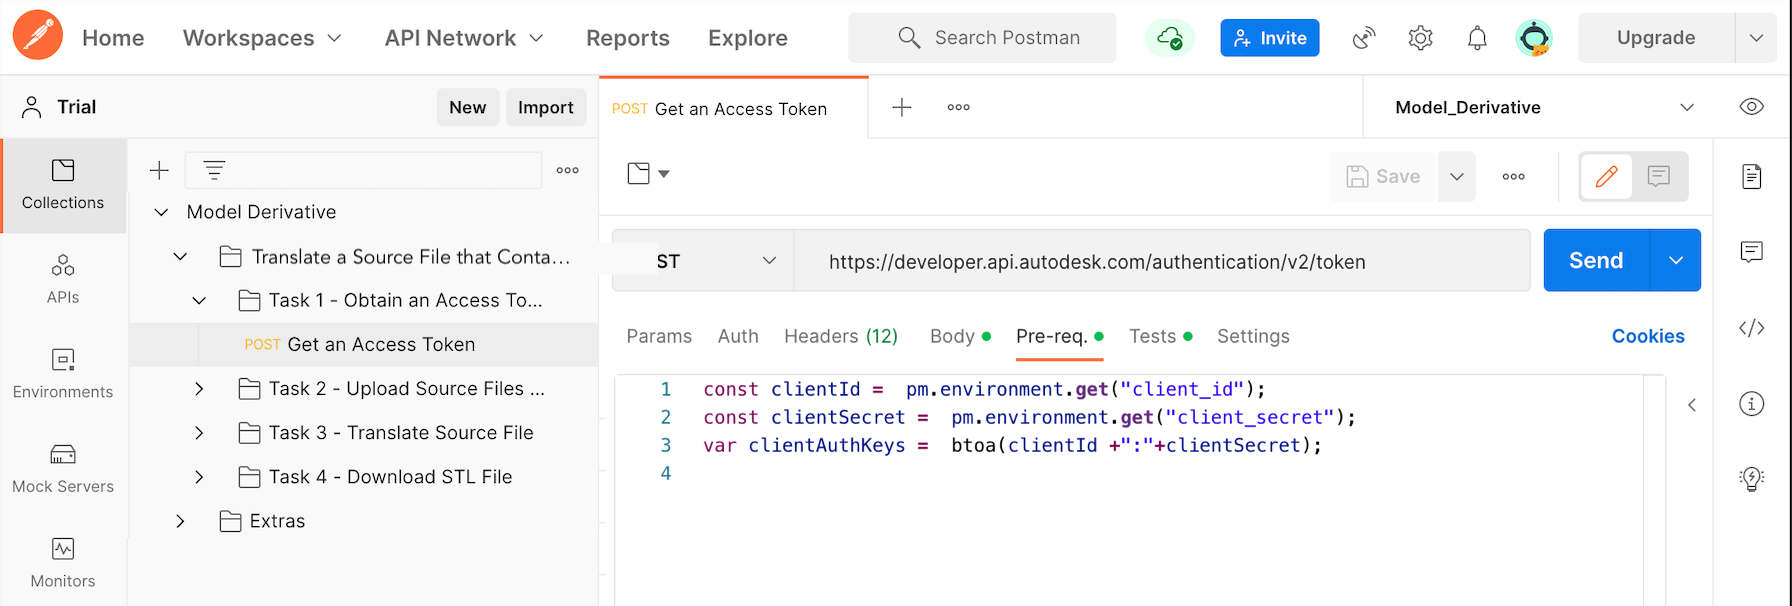 Home Workspaces API Network Reports Explore Search Postman Invite Upgrade
Trial New Import
POST Get an Access Token
Model_Derivative
Collections
APIs
Environments
Mock Servers
Monitors
Model Derivative
Translate a Source File that Conta...
Task 1 - Obtain an Access To...
POST Get an Access Token
Task 2 - Upload Source Files ...
Task 3 - Translate Source File
Task 4 - Download STL File
Extras
Save
ST https://developer.api.autodesk.com/authentication/v2/token Send
Params Auth Headers (12) Body Pre-req. Tests Settings Cookies
1 const clientId = pm.environment.get("client_id");
2 const clientSecret = pm.environment.get("client_secret");
3 var clientAuthKeys = btoa(clientId +":"+clientSecret);
4